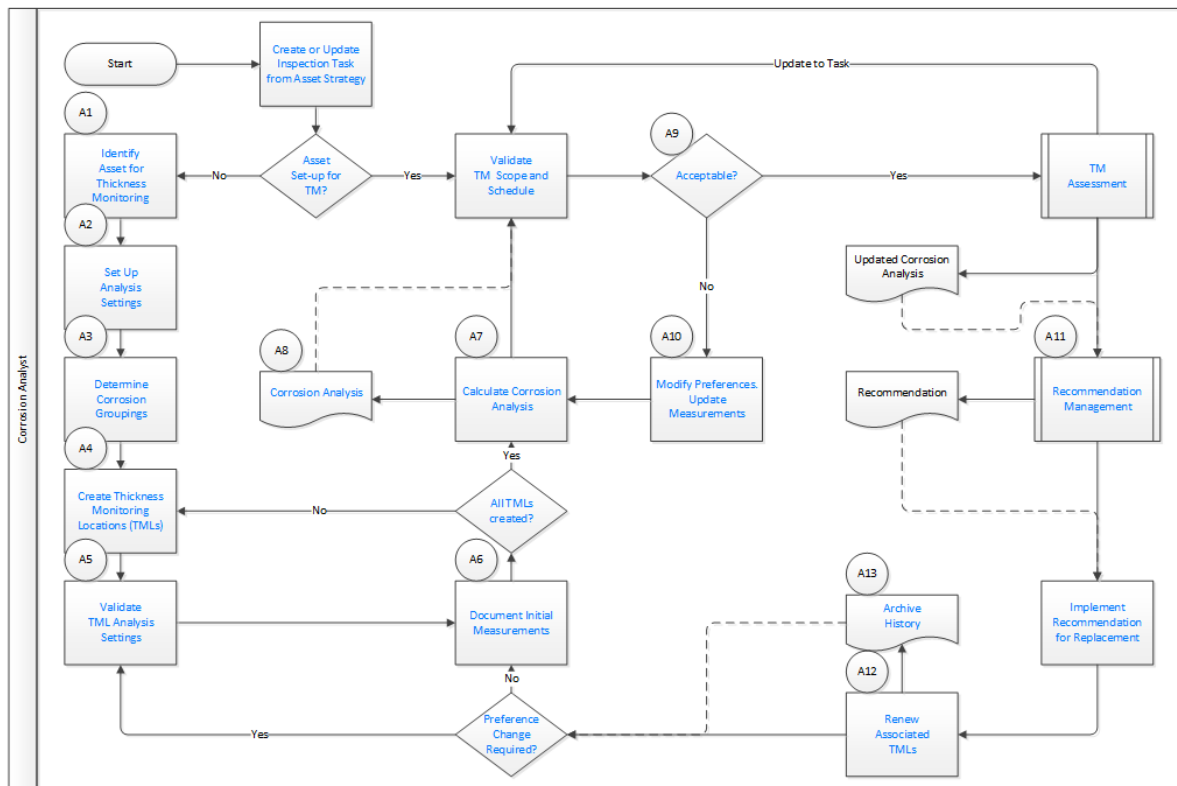 Corrosion Analyst
Start
Create or Update
Inspection Task
from Asset Strategy
Update to Task
A1
Identify
Asset for
Thickness
Monitoring
No
Asset
Set-up for
TM?
Yes
Validate
TM Scope and
Schedule
A9
Acceptable?
Yes
TM
Assessment
A2
Set Up
Analysis
Settings
Updated Corrosion
Analysis
No
A3
Determine
Corrosion
Groupings
A8
Corrosion Analysis
A7
Calculate Corrosion
Analysis
A10
Modify Preferences.
Update
Measurements
Recommendation
A11
Recommendation
Management
Yes
A4
Create Thickness
Monitoring
Locations (TMLs)
No
All TMLs
created?
A5
Validate
TML Analysis
Settings
A6
Document Initial
Measurements
A13
Archive
History
Implement
Recommendation
for Replacement
No
Yes
Preference
Change
Required?
A12
Renew
Associated
TMLs